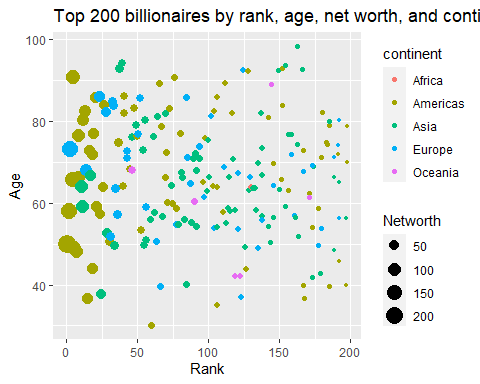 Top 200 billionaires by rank, age, net worth, and conti
continent
Africa
Americas
Asia
Europe
Oceania
Networth
50
100
150
200
Age
100
80
60
40
0
50
100
150
200
Rank